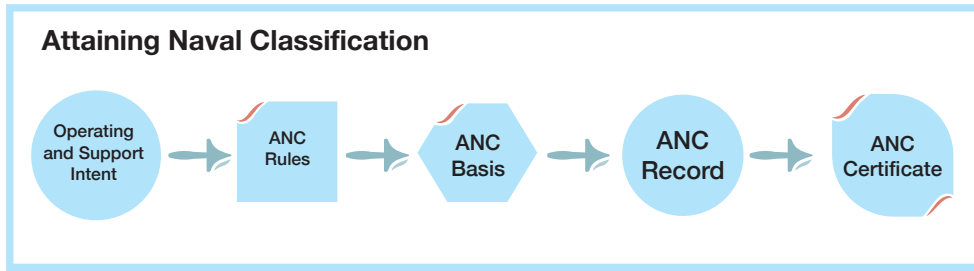 Attaining Naval Classification
Operating
and Support
Intent
ANC
Rules
ANC
Basis
ANC
Record
ANC
Certificate